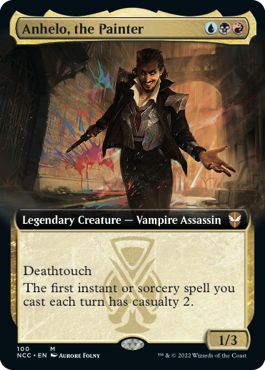 Anhelo, the Painter
Legendary Creature — Vampire Assassin
Deathtouch
The first instant or sorcery spell you
cast each turn has casualty 2.
1/3
100 M
NCC • EN Aurore Folny
™ & © 2022 Wizards of the Coast